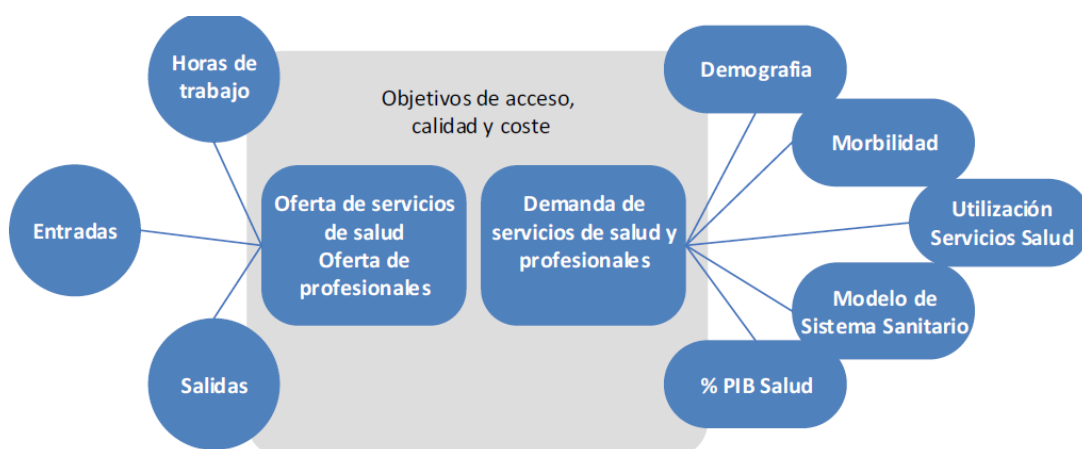 Horas de
trabajo
Entradas
Salidas
Objetivos de acceso,
calidad y coste
Oferta de servicios
de salud
Oferta de
profesionales
Demanda de
servicios de salud y
profesionales
Demografia
Morbilidad
Utilización
Servicios Salud
Modelo de
Sistema Sanitario
% PIB Salud